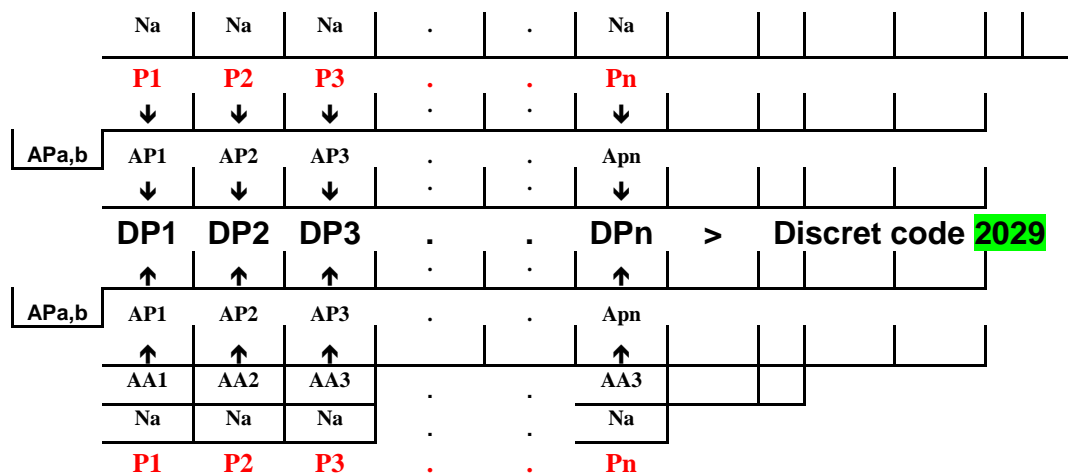 Na Na Na . . Na
P1 P2 P3 . . Pn
↓ ↓ ↓ . . ↓
APa,b AP1 AP2 AP3 . . Apn
↓ ↓ ↓ . . ↓
DP1 DP2 DP3 . . DPn > Discret code 2029
↑ ↑ ↑ . . ↑
APa,b AP1 AP2 AP3 . . Apn
↑ ↑ ↑ ↑
AA1 AA2 AA3 . . AA3
Na Na Na . . Na
P1 P2 P3 . . Pn